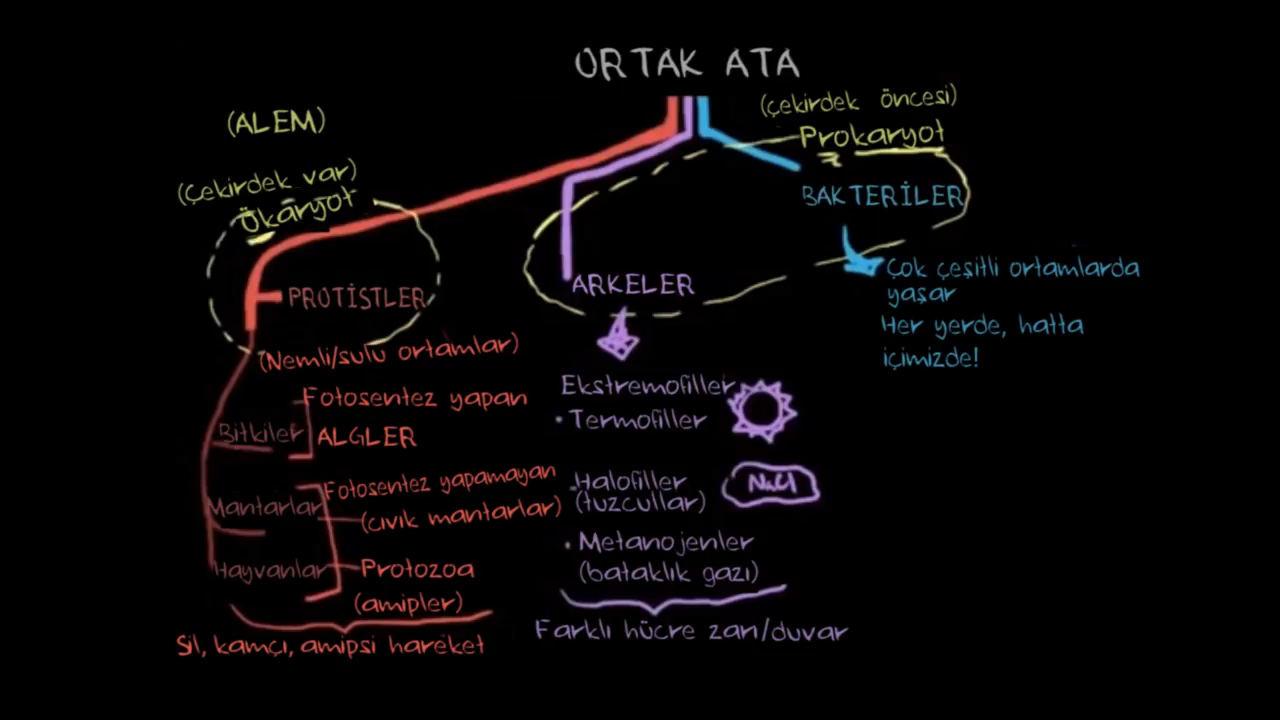 ORTAK ATA
(ALEM)
(çekirdek var)
Ökaryot
PROTİSTLER
(Nemli/sulu ortamlar)
Fotosentez yapan
Bitkiler
ALGLER
Fotosentez yapamayan
Mantarlar
(cıvık mantarlar)
Hayvanlar
Protozoa
(amipler)
Sil, kamçı, amipsi hareket
ARKELER
Ekstremofiller
• Termofiller
• Halofiller
(tuzcullar)
NaCl
• Metanojenler
(bataklık gazı)
Farklı hücre zarı/duvar
(çekirdek öncesi)
Prokaryot
BAKTERİLER
Çok çeşitli ortamlarda
yaşar
Her yerde, hatta
içimizde!